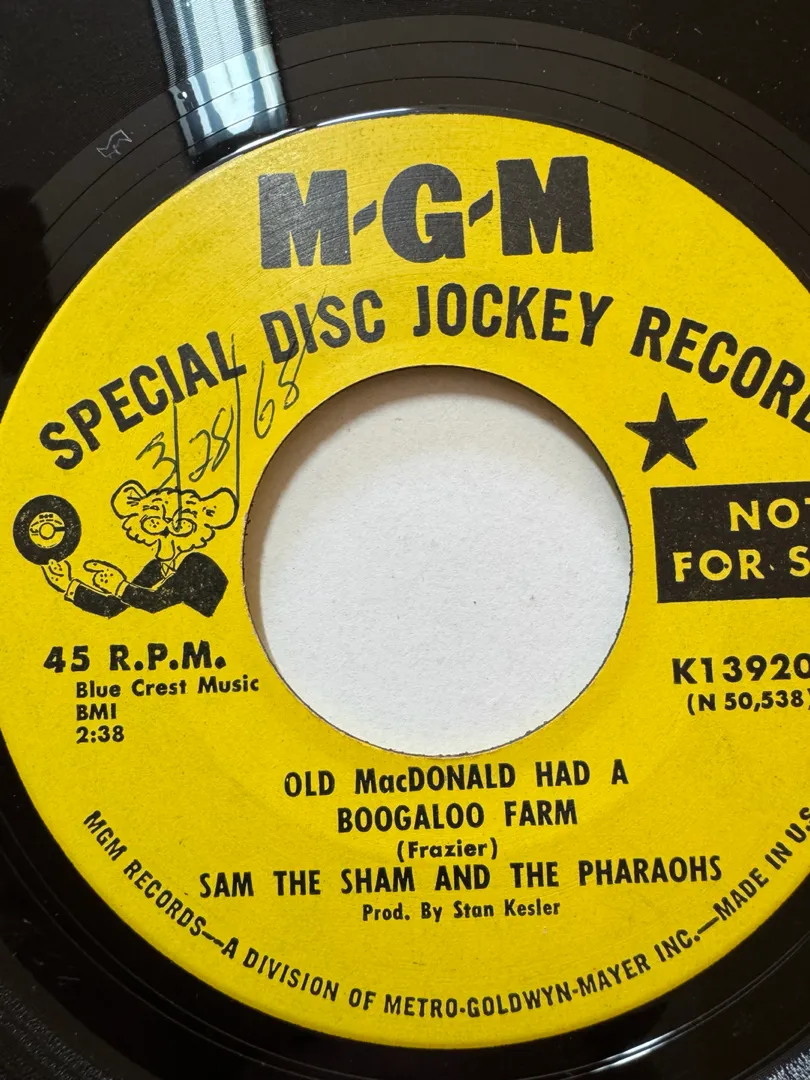 M-G-M
SPECIAL DISC JOCKEY RECORD
3/28/68
NOT
FOR S
45 R.P.M.
Blue Crest Music
BMI
2:38
K13920
(N 50,538)
OLD MacDONALD HAD A
BOOGALOO FARM
(Frazier)
SAM THE SHAM AND THE PHARAOHS
Prod. By Stan Kesler
MGM RECORDS—A DIVISION OF METRO-GOLDWYN-MAYER INC.—MADE IN U.S